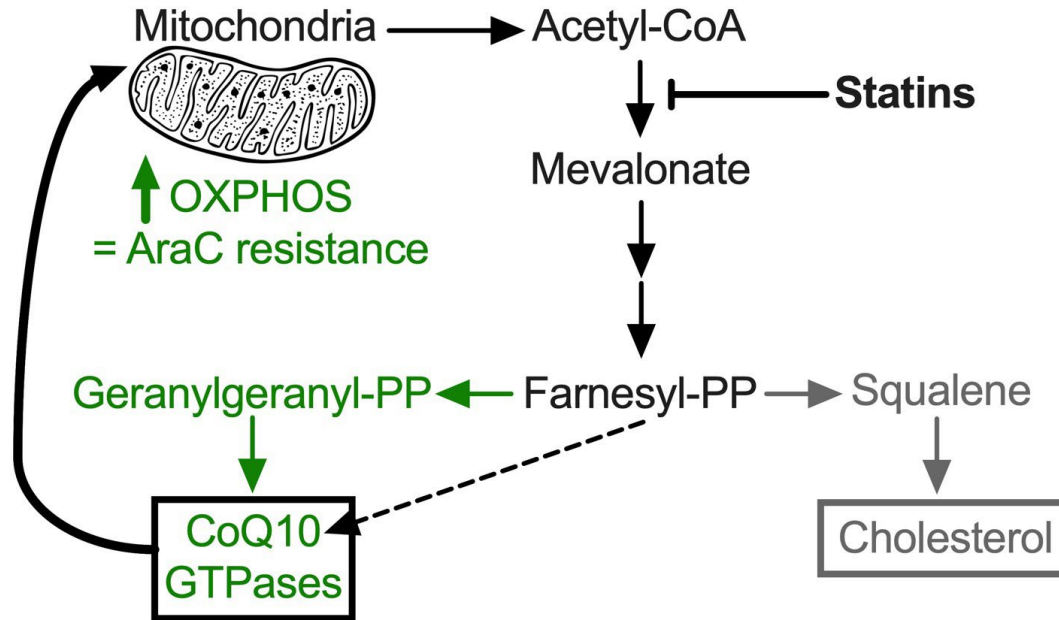 Mitochondria
Acetyl-CoA
Statins
Mevalonate
OXPHOS
= AraC resistance
Geranylgeranyl-PP
Farnesyl-PP
Squalene
CoQ10
GTPases
Cholesterol